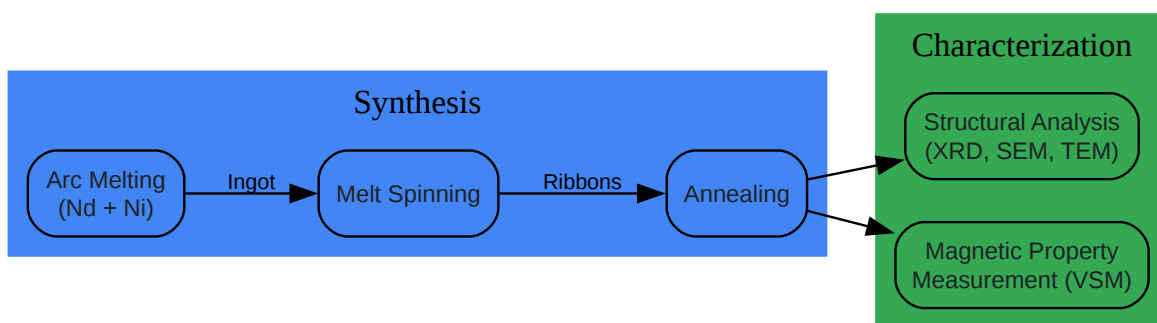 Synthesis
Arc Melting
(Nd + Ni)
Ingot
Melt Spinning
Ribbons
Annealing
Characterization
Structural Analysis
(XRD, SEM, TEM)
Magnetic Property
Measurement (VSM)